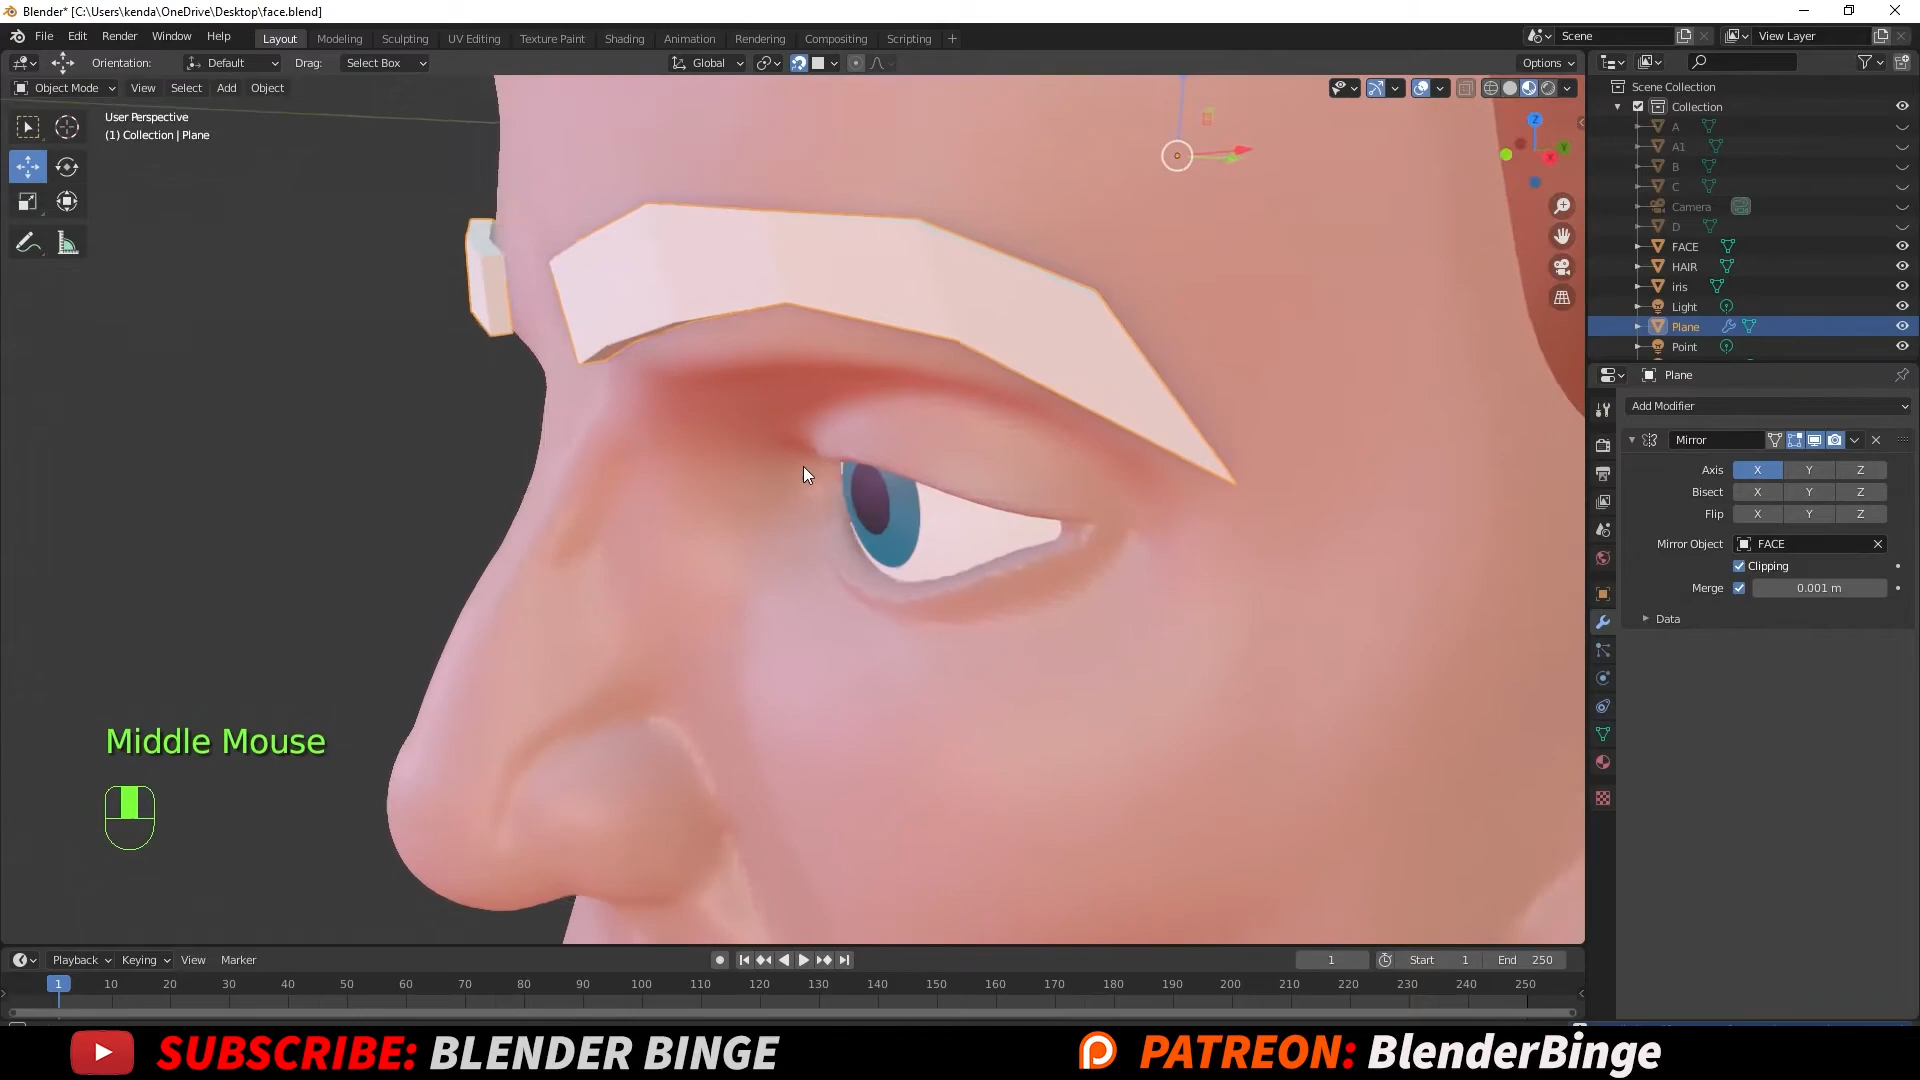 Blender* [C:\Users\kenda\OneDrive\Desktop\face.blend]
File Edit Render Window Help
Layout Modeling Sculpting UV Editing Texture Paint Shading Animation Rendering Compositing Scripting +
Scene
View Layer
Orientation: Default Drag: Select Box Global Options
Object Mode View Select Add Object
User Perspective
(1) Collection | Plane
Z
Y
X
Scene Collection
Collection
A
A1
B
C
Camera
D
FACE
HAIR
iris
Light
Plane
Point
Plane
Add Modifier
Mirror
Axis X Y Z
Bisect X Y Z
Flip X Y Z
Mirror Object FACE
Clipping
Merge 0.001 m
Data
Middle Mouse
Playback Keying View Marker 1 Start 1 End 250
1 10 20 30 40 50 60 70 80 90 100 110 120 130 140 150 160 170 180 190 200 210 220 230 240 250
SUBSCRIBE: BLENDER BINGE PATREON: BlenderBinge